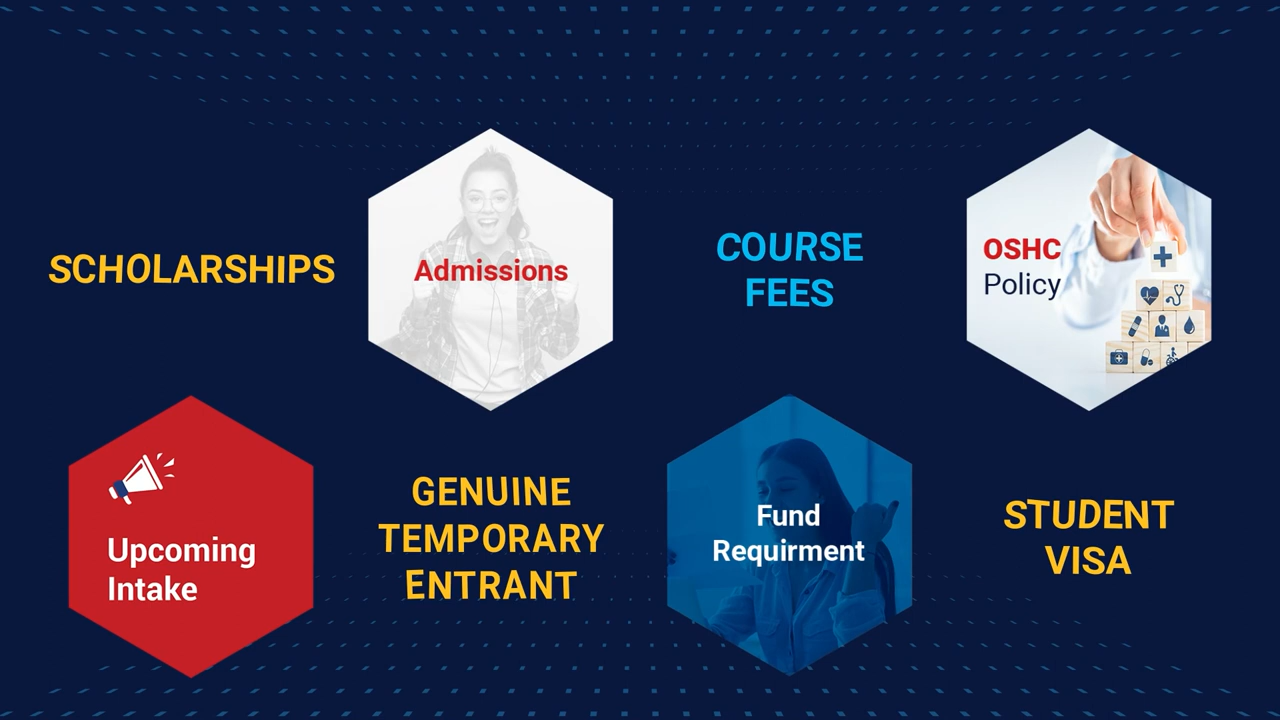 SCHOLARSHIPS
Admissions
COURSE
FEES
OSHC
Policy
Upcoming
Intake
GENUINE
TEMPORARY
ENTRANT
Fund
Requirment
STUDENT
VISA